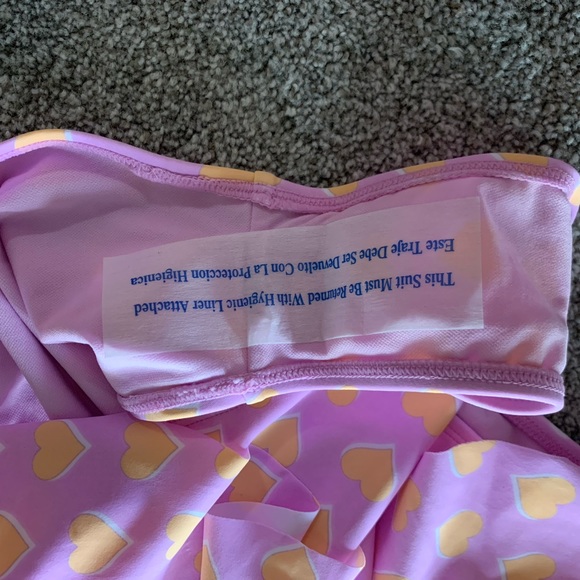 This Suit Must Be Returned With Hygienic Liner Attached
Este Traje Debe Ser Devuelto Con La Proteccion Higienica